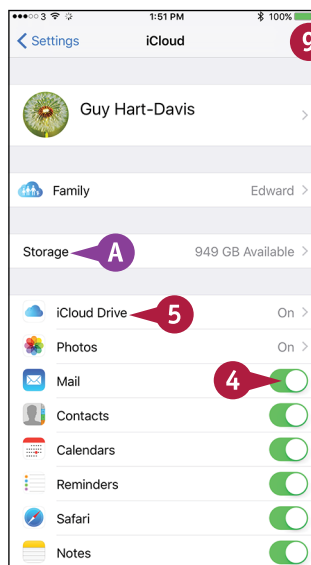 3 1:51 PM 100%
Settings iCloud 9
Guy Hart-Davis
Family Edward
Storage A 949 GB Available
iCloud Drive 5 On
Photos On
Mail 4
Contacts
Calendars
Reminders
Safari
Notes